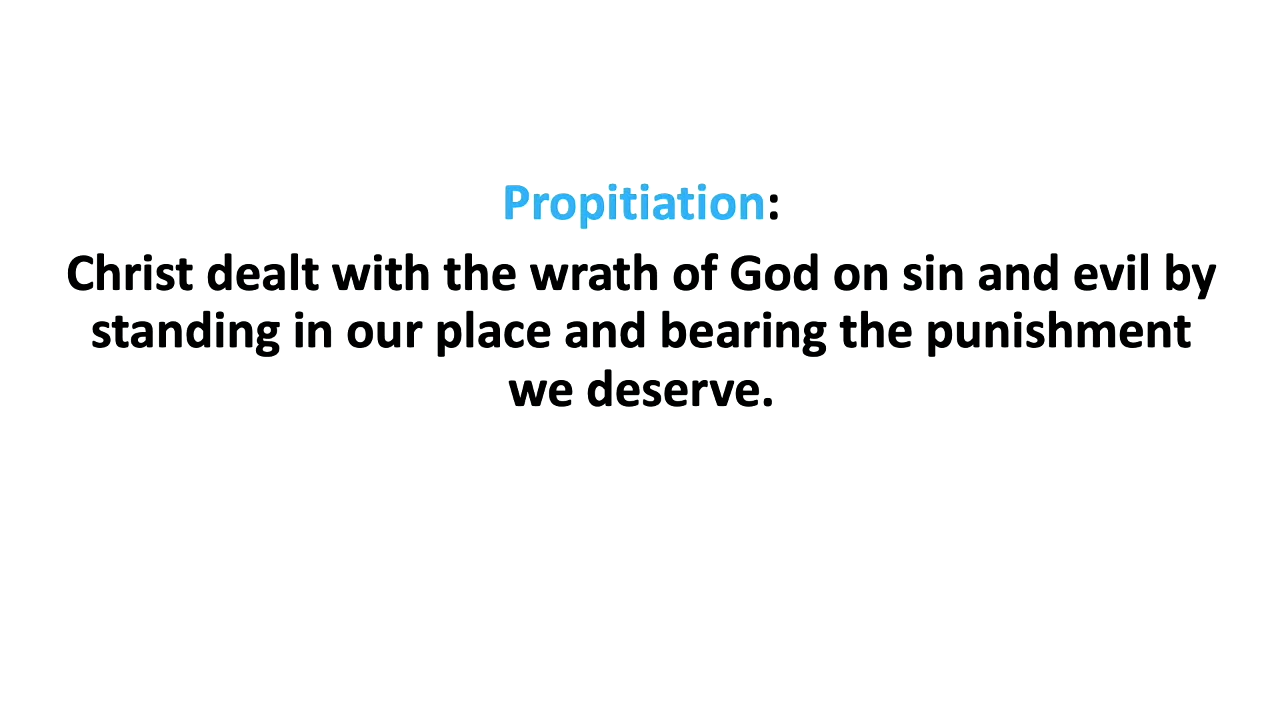 Propitiation:
Christ dealt with the wrath of God on sin and evil by
standing in our place and bearing the punishment
we deserve.